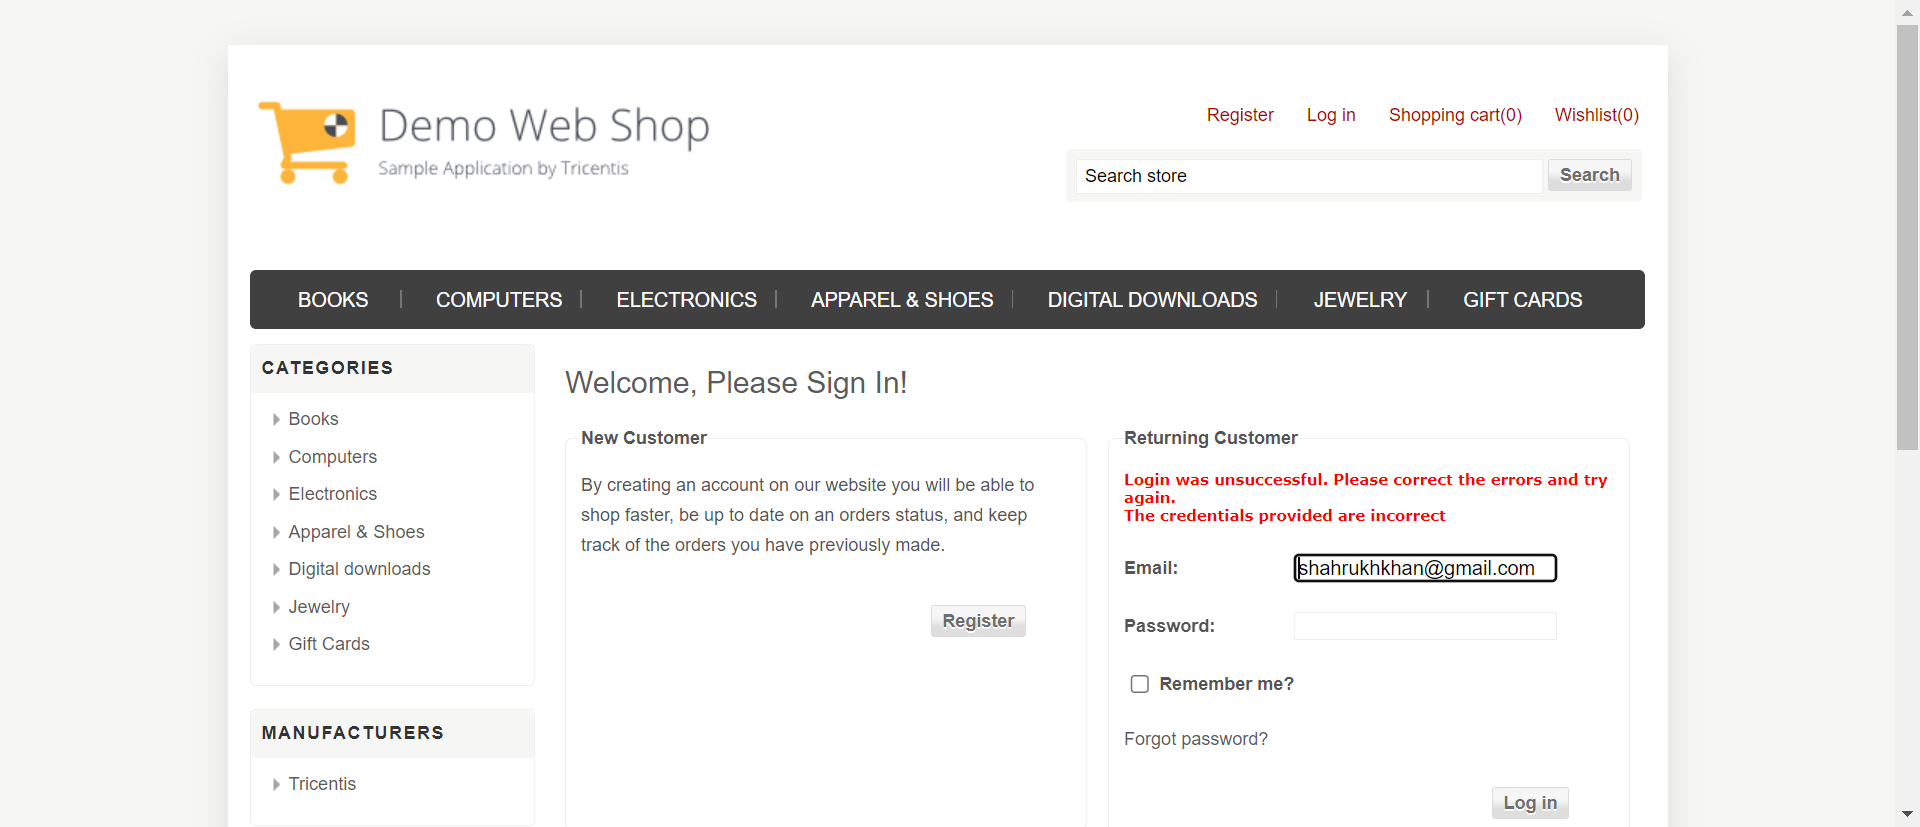 Demo Web Shop
Sample Application by Tricentis
Register Log in Shopping cart(0) Wishlist(0)
Search store Search
BOOKS COMPUTERS ELECTRONICS APPAREL & SHOES DIGITAL DOWNLOADS JEWELRY GIFT CARDS
CATEGORIES
Books
Computers
Electronics
Apparel & Shoes
Digital downloads
Jewelry
Gift Cards
MANUFACTURERS
Tricentis
Welcome, Please Sign In!
New Customer
By creating an account on our website you will be able to
shop faster, be up to date on an orders status, and keep
track of the orders you have previously made.
Register
Returning Customer
Login was unsuccessful. Please correct the errors and try
again.
The credentials provided are incorrect
Email: shahrukhkhan@gmail.com
Password:
Remember me?
Forgot password?
Log in